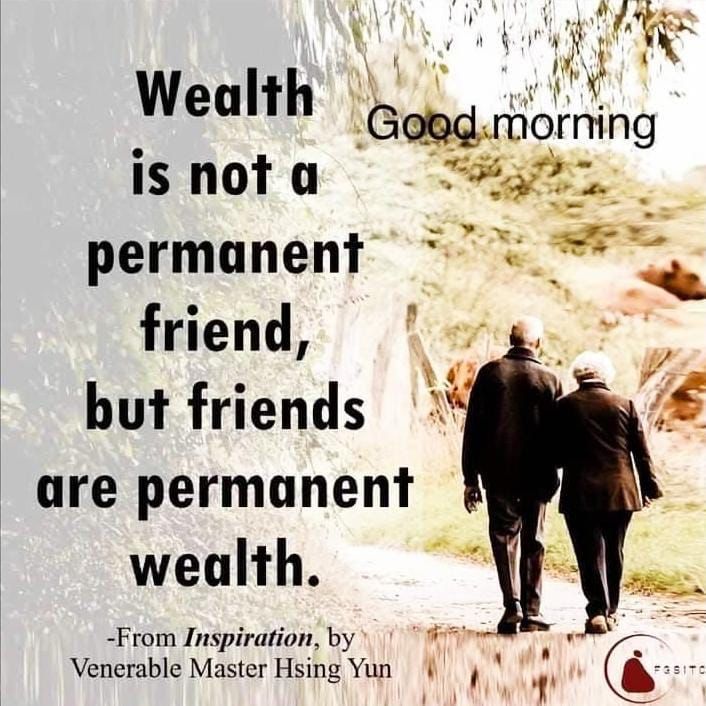 Wealth
Good morning
is not a
permanent
friend,
but friends
are permanent
wealth.
-From Inspiration, by
Venerable Master Hsing Yun
FGSITC